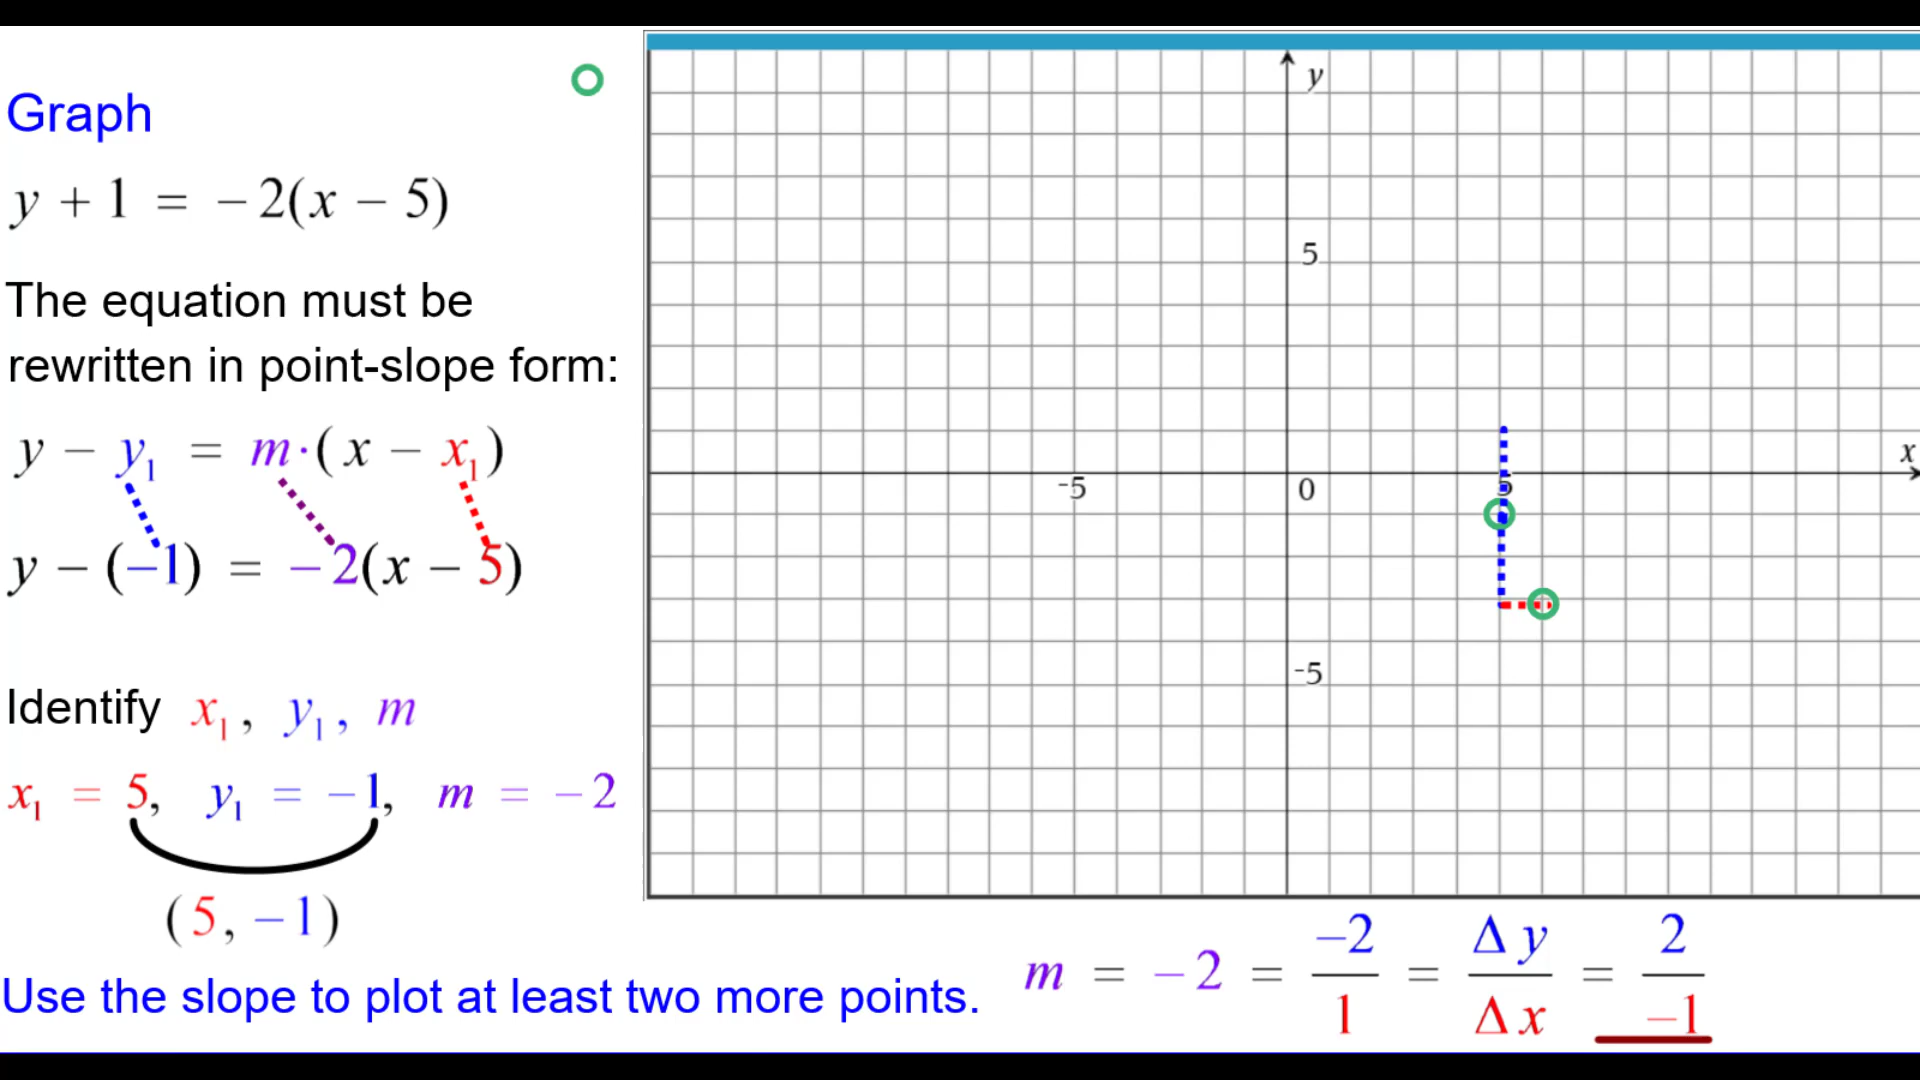 Graph
y + 1 = −2(x − 5)
The equation must be
rewritten in point-slope form:
y − y₁ = m·(x − x₁)
y − (−1) = −2(x − 5)
Identify x₁, y₁, m
x₁ = 5, y₁ = −1, m = −2
(5, −1)
Use the slope to plot at least two more points.
y
5
x
-5 0 5
-5
m = −2 = −2/1 = Δy/Δx = 2/−1